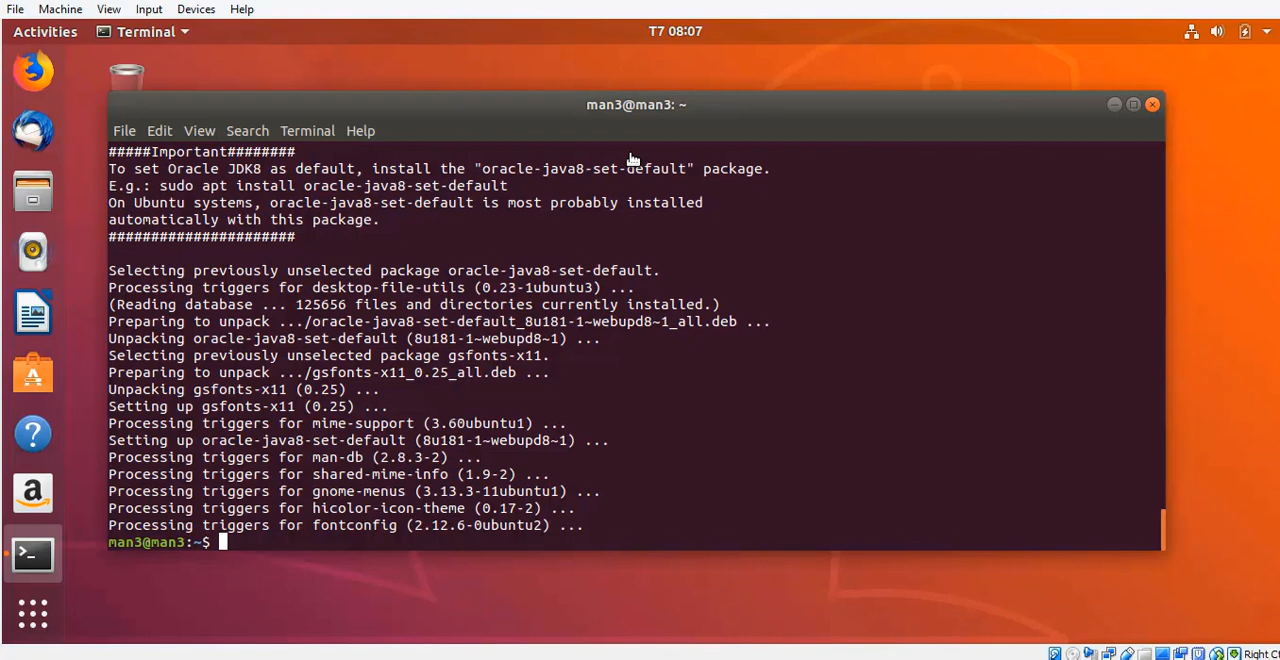 File Machine View Input Devices Help
Activities Terminal T7 08:07
man3@man3: ~
File Edit View Search Terminal Help
#####Important########
To set Oracle JDK8 as default, install the "oracle-java8-set-default" package.
E.g.: sudo apt install oracle-java8-set-default
On Ubuntu systems, oracle-java8-set-default is most probably installed
automatically with this package.
######################
Selecting previously unselected package oracle-java8-set-default.
Processing triggers for desktop-file-utils (0.23-1ubuntu3) ...
(Reading database ... 125656 files and directories currently installed.)
Preparing to unpack .../oracle-java8-set-default_8u181-1~webupd8~1_all.deb ...
Unpacking oracle-java8-set-default (8u181-1~webupd8~1) ...
Selecting previously unselected package gsfonts-x11.
Preparing to unpack .../gsfonts-x11_0.25_all.deb ...
Unpacking gsfonts-x11 (0.25) ...
Setting up gsfonts-x11 (0.25) ...
Processing triggers for mime-support (3.60ubuntu1) ...
Setting up oracle-java8-set-default (8u181-1~webupd8~1) ...
Processing triggers for man-db (2.8.3-2) ...
Processing triggers for shared-mime-info (1.9-2) ...
Processing triggers for gnome-menus (3.13.3-11ubuntu1) ...
Processing triggers for hicolor-icon-theme (0.17-2) ...
Processing triggers for fontconfig (2.12.6-0ubuntu2) ...
man3@man3:~$
Right Ct